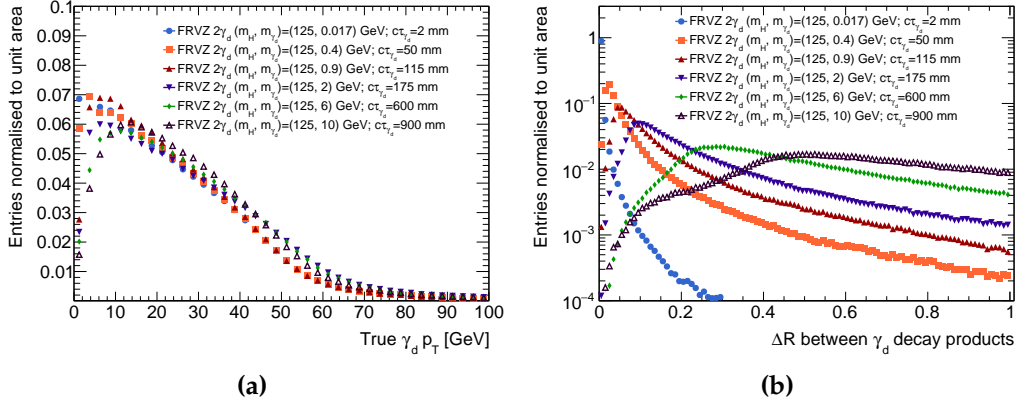 Entries normalised to unit area
0.1
0.09
0.08
0.07
0.06
0.05
0.04
0.03
0.02
0.01
FRVZ 2γd (mH, mγd)=(125, 0.017) GeV; cτγd=2 mm
FRVZ 2γd (mH, mγd)=(125, 0.4) GeV; cτγd=50 mm
FRVZ 2γd (mH, mγd)=(125, 0.9) GeV; cτγd=115 mm
FRVZ 2γd (mH, mγd)=(125, 2) GeV; cτγd=175 mm
FRVZ 2γd (mH, mγd)=(125, 6) GeV; cτγd=600 mm
FRVZ 2γd (mH, mγd)=(125, 10) GeV; cτγd=900 mm
0 10 20 30 40 50 60 70 80 90 100
True γd pT [GeV]
(a)
Entries normalised to unit area
1
10−1
10−2
10−3
10−4
FRVZ 2γd (mH, mγd)=(125, 0.017) GeV; cτγd=2 mm
FRVZ 2γd (mH, mγd)=(125, 0.4) GeV; cτγd=50 mm
FRVZ 2γd (mH, mγd)=(125, 0.9) GeV; cτγd=115 mm
FRVZ 2γd (mH, mγd)=(125, 2) GeV; cτγd=175 mm
FRVZ 2γd (mH, mγd)=(125, 6) GeV; cτγd=600 mm
FRVZ 2γd (mH, mγd)=(125, 10) GeV; cτγd=900 mm
0 0.2 0.4 0.6 0.8 1
ΔR between γd decay products
(b)